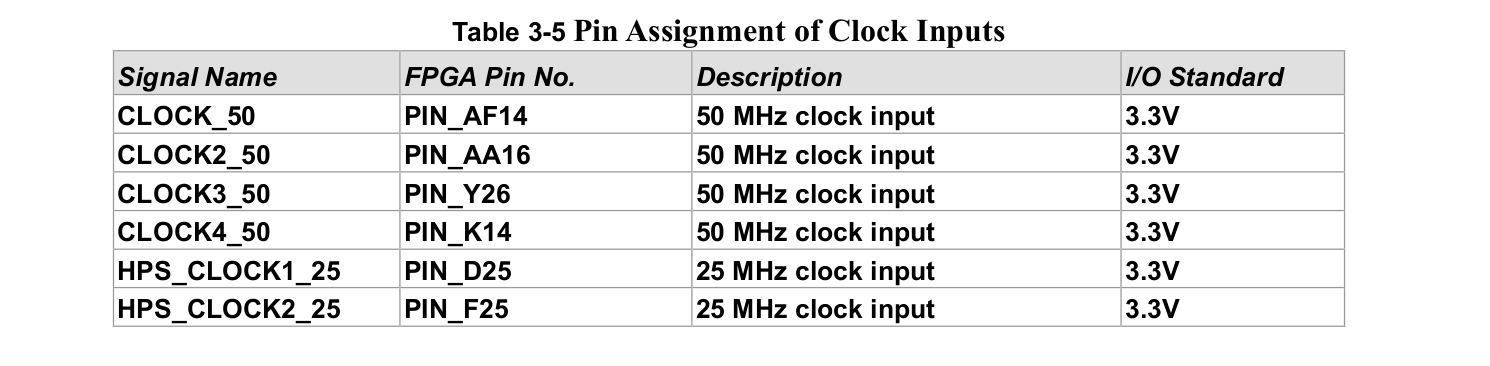 Table 3-5 Pin Assignment of Clock Inputs
Signal Name FPGA Pin No. Description I/O Standard
CLOCK_50 PIN_AF14 50 MHz clock input 3.3V
CLOCK2_50 PIN_AA16 50 MHz clock input 3.3V
CLOCK3_50 PIN_Y26 50 MHz clock input 3.3V
CLOCK4_50 PIN_K14 50 MHz clock input 3.3V
HPS_CLOCK1_25 PIN_D25 25 MHz clock input 3.3V
HPS_CLOCK2_25 PIN_F25 25 MHz clock input 3.3V